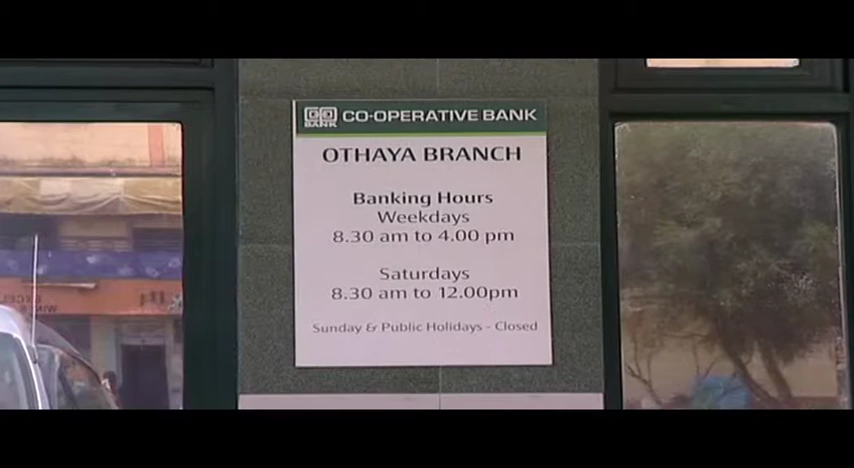 CO-OPERATIVE BANK
BANK
OTHAYA BRANCH
Banking Hours
Weekdays
8.30 am to 4.00 pm
Saturdays
8.30 am to 12.00pm
Sunday & Public Holidays - Closed